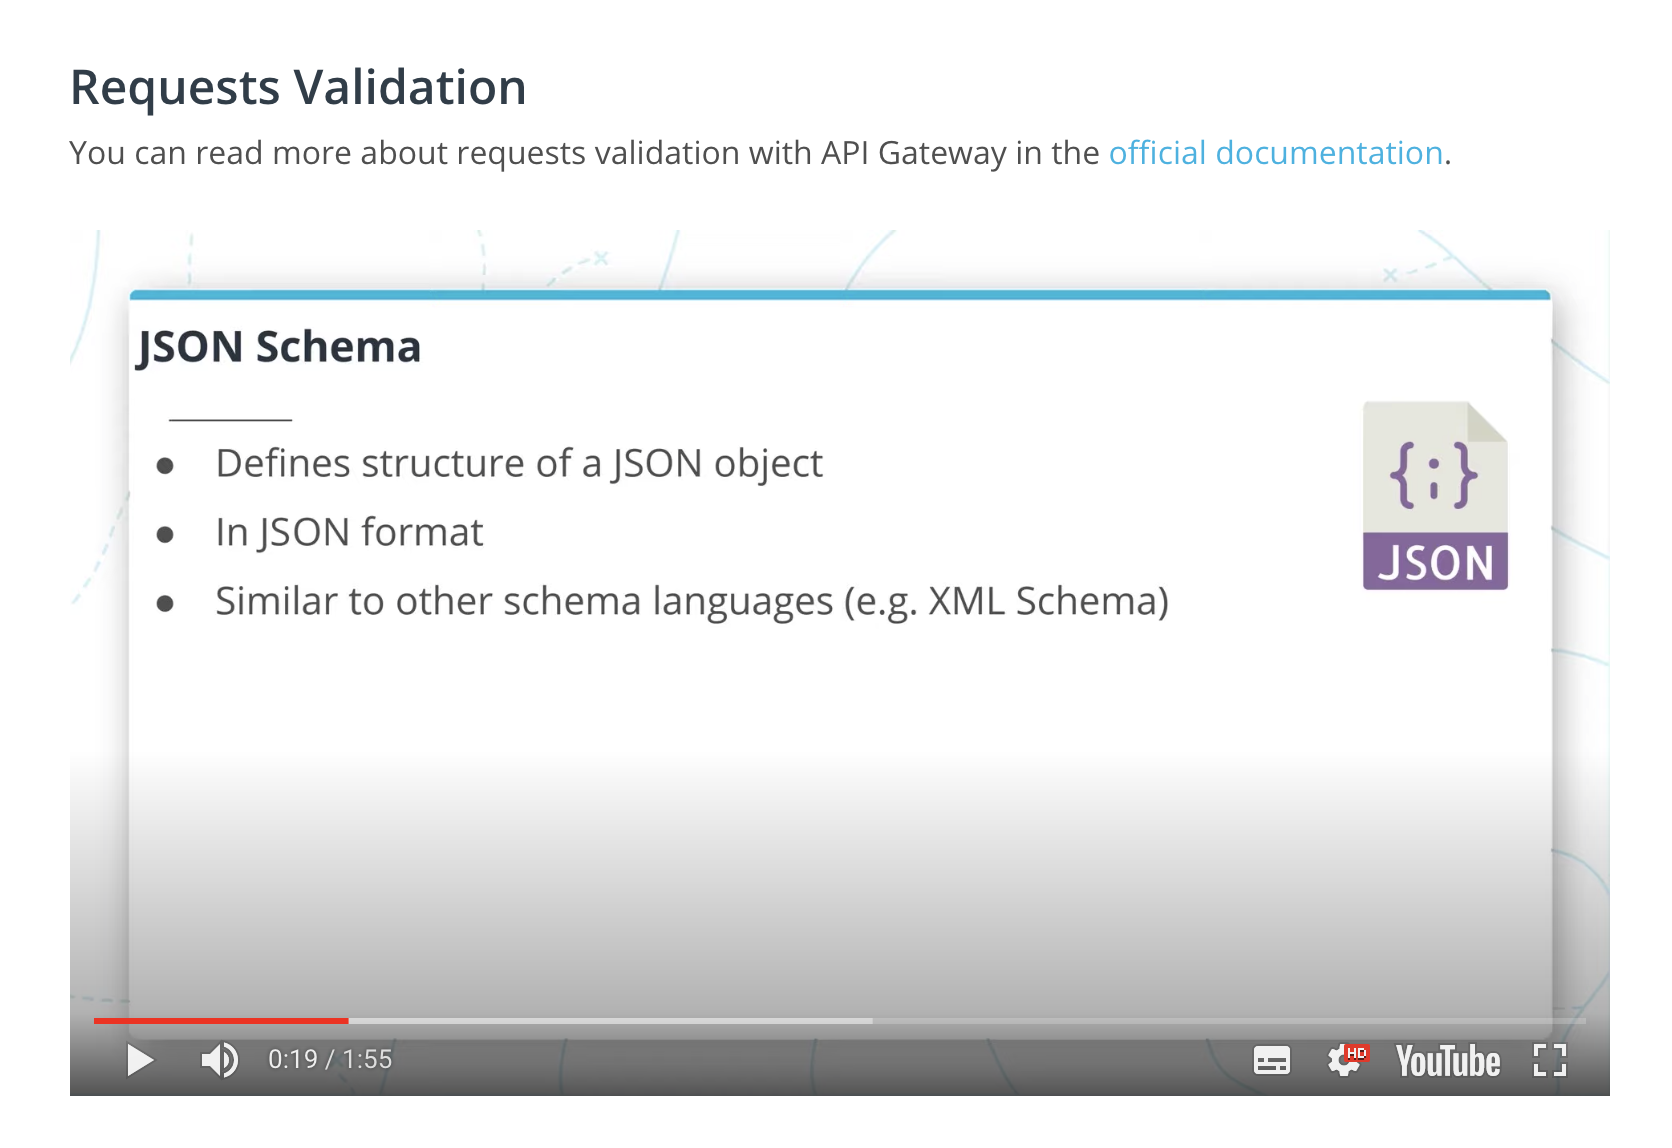 Requests Validation
You can read more about requests validation with API Gateway in the official documentation.
JSON Schema
● Defines structure of a JSON object
● In JSON format
● Similar to other schema languages (e.g. XML Schema)
{;}
JSON
0:19 / 1:55
HD
YouTube